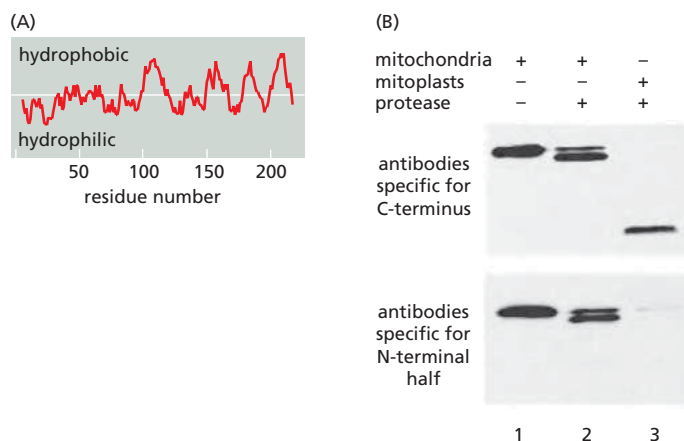 (A)
hydrophobic
hydrophilic
50 100 150 200
residue number
(B)
mitochondria + + –
mitoplasts – – +
protease – + +
antibodies
specific for
C-terminus
antibodies
specific for
N-terminal
half
1 2 3